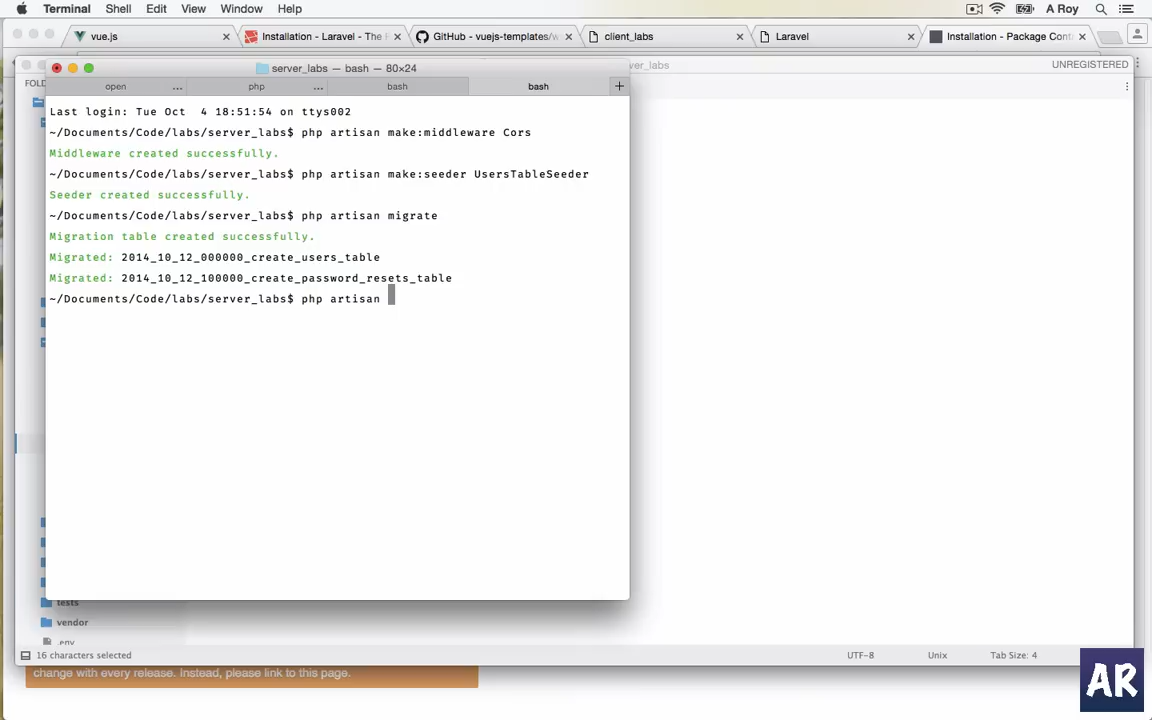 Terminal Shell Edit View Window Help A Roy
vue.js
Installation - Laravel - The
GitHub - vuejs-templates/w
client_labs
Laravel
Installation - Package Cont
server_labs — bash — 80×24
ver_labs
UNREGISTERED
FOLD
open ... php ... bash bash +
Last login: Tue Oct  4 18:51:54 on ttys002
~/Documents/Code/labs/server_labs$ php artisan make:middleware Cors
Middleware created successfully.
~/Documents/Code/labs/server_labs$ php artisan make:seeder UsersTableSeeder
Seeder created successfully.
~/Documents/Code/labs/server_labs$ php artisan migrate
Migration table created successfully.
Migrated: 2014_10_12_000000_create_users_table
Migrated: 2014_10_12_100000_create_password_resets_table
~/Documents/Code/labs/server_labs$ php artisan
tests
vendor
.env
16 characters selected
UTF-8 Unix Tab Size: 4
change with every release. Instead, please link to this page.
AR